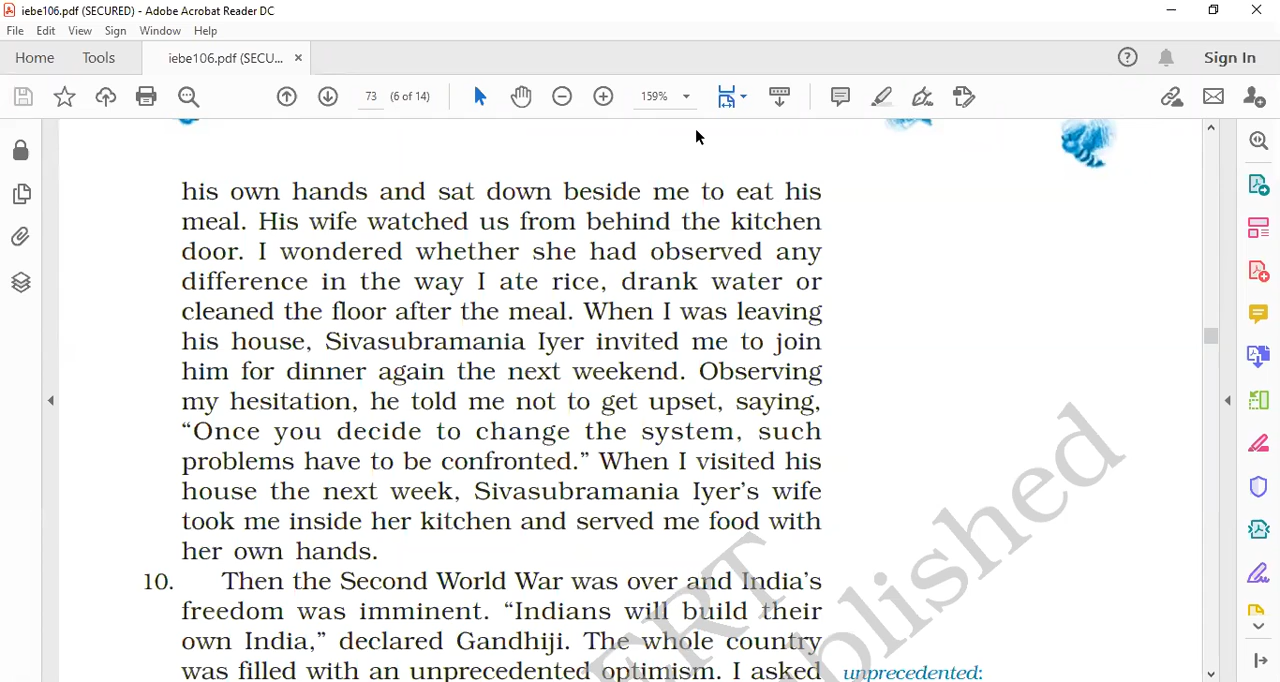 iebe106.pdf (SECURED) - Adobe Acrobat Reader DC
File Edit View Sign Window Help
Home Tools iebe106.pdf (SECU... × Sign In
73 (6 of 14) 159%
his own hands and sat down beside me to eat his
meal. His wife watched us from behind the kitchen
door. I wondered whether she had observed any
difference in the way I ate rice, drank water or
cleaned the floor after the meal. When I was leaving
his house, Sivasubramania Iyer invited me to join
him for dinner again the next weekend. Observing
my hesitation, he told me not to get upset, saying,
“Once you decide to change the system, such
problems have to be confronted.” When I visited his
house the next week, Sivasubramania Iyer’s wife
took me inside her kitchen and served me food with
her own hands.
10. Then the Second World War was over and India’s
freedom was imminent. “Indians will build their
own India,” declared Gandhiji. The whole country
was filled with an unprecedented optimism. I asked
unprecedented:
ERT
published